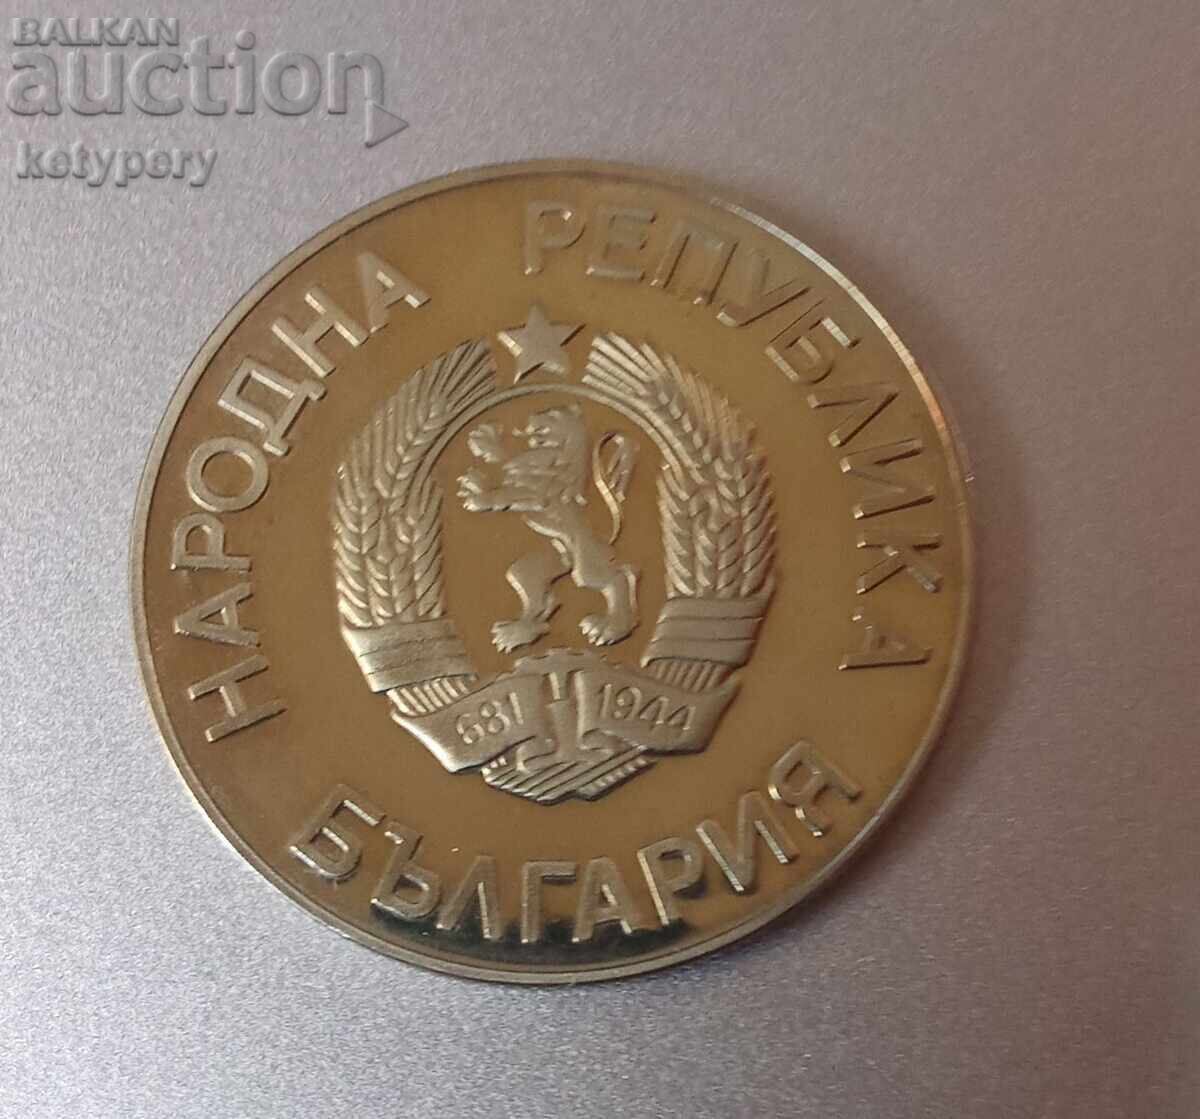 BALKAN
auction
ketypery
НАРОДНА РЕПУБЛИКА
БЪЛГАРИЯ
681 1944